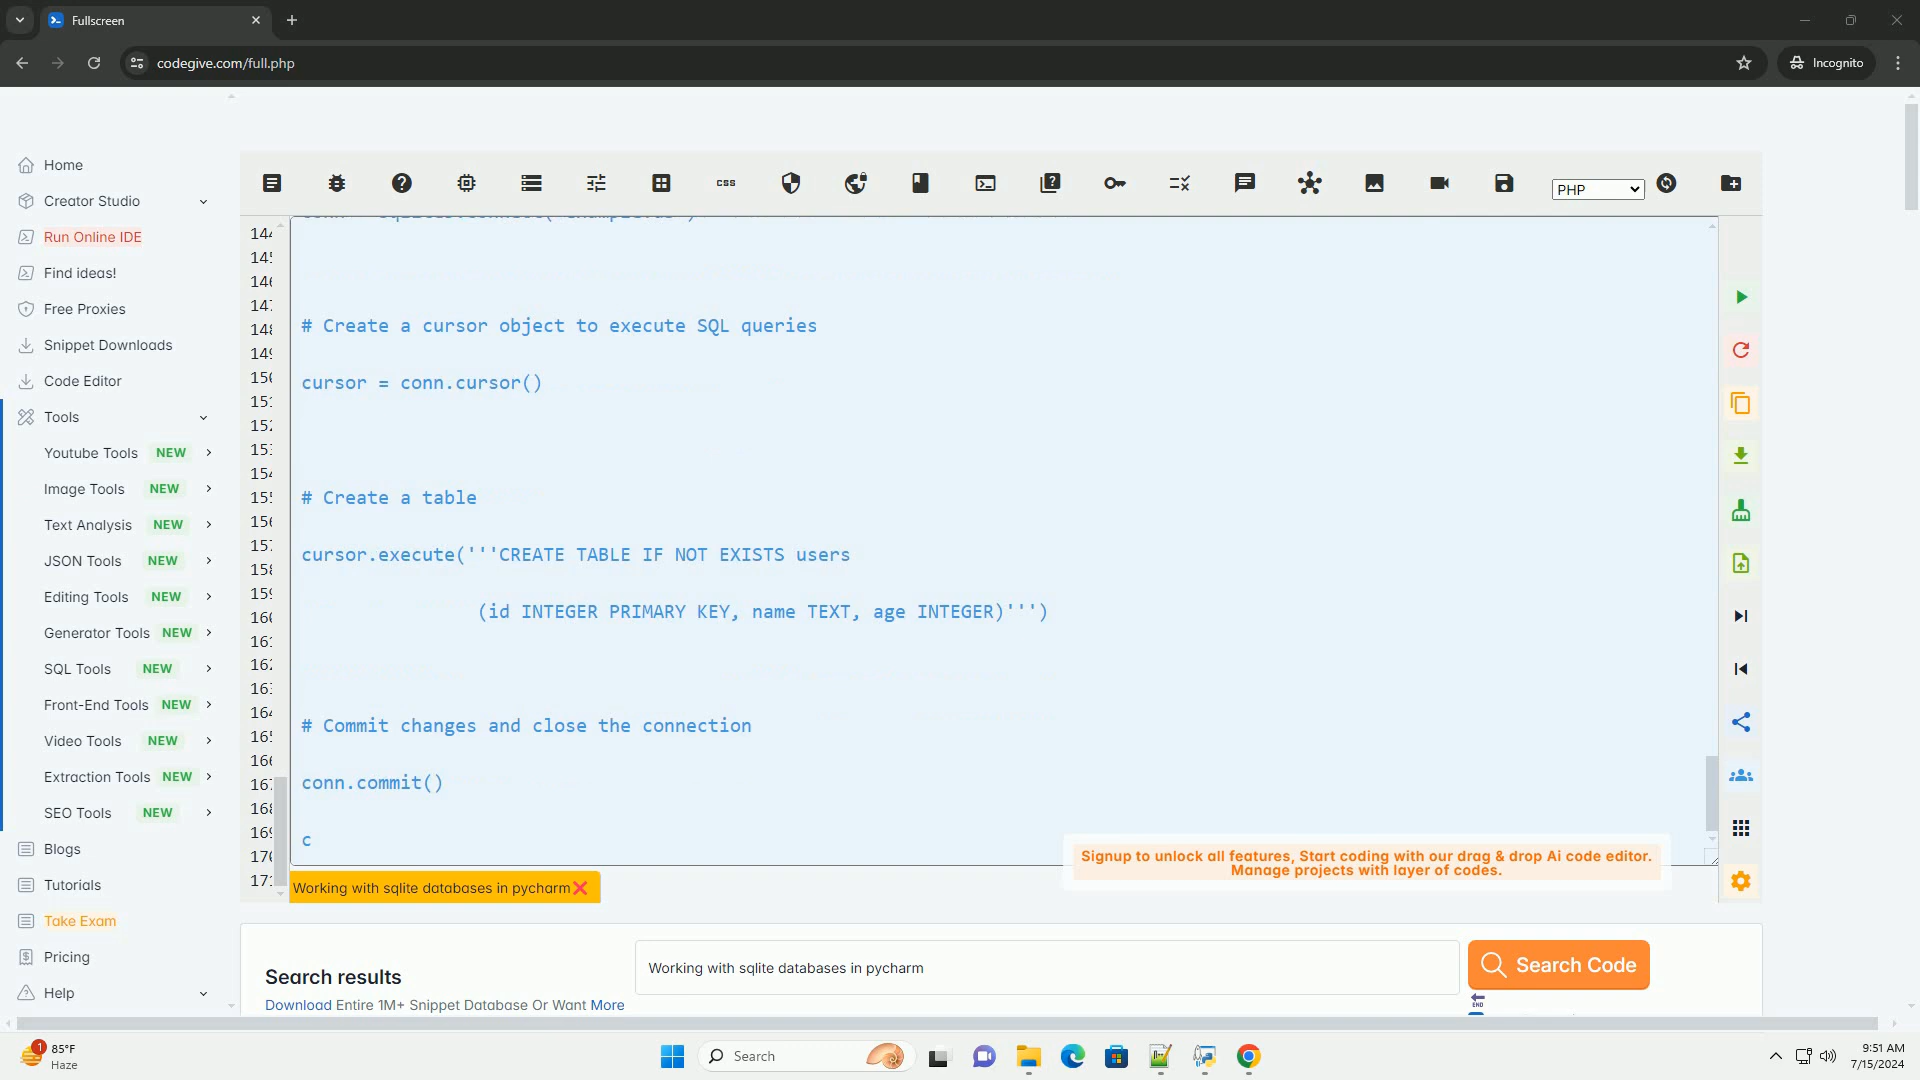 Fullscreen
codegive.com/full.php
Incognito
Home
Creator Studio
Run Online IDE
Find ideas!
Free Proxies
Snippet Downloads
Code Editor
Tools
Youtube Tools NEW
Image Tools NEW
Text Analysis NEW
JSON Tools NEW
Editing Tools NEW
Generator Tools NEW
SQL Tools NEW
Front-End Tools NEW
Video Tools NEW
Extraction Tools NEW
SEO Tools NEW
Blogs
Tutorials
Take Exam
Pricing
Help
css
PHP
# Create a cursor object to execute SQL queries
cursor = conn.cursor()
# Create a table
cursor.execute('''CREATE TABLE IF NOT EXISTS users
(id INTEGER PRIMARY KEY, name TEXT, age INTEGER)''')
# Commit changes and close the connection
conn.commit()
c
Signup to unlock all features, Start coding with our drag & drop Ai code editor.
Manage projects with layer of codes.
Working with sqlite databases in pycharm
Search results
Working with sqlite databases in pycharm
Search Code
Download Entire 1M+ Snippet Database Or Want More
END
1
85°F
Haze
Search
9:51 AM
7/15/2024